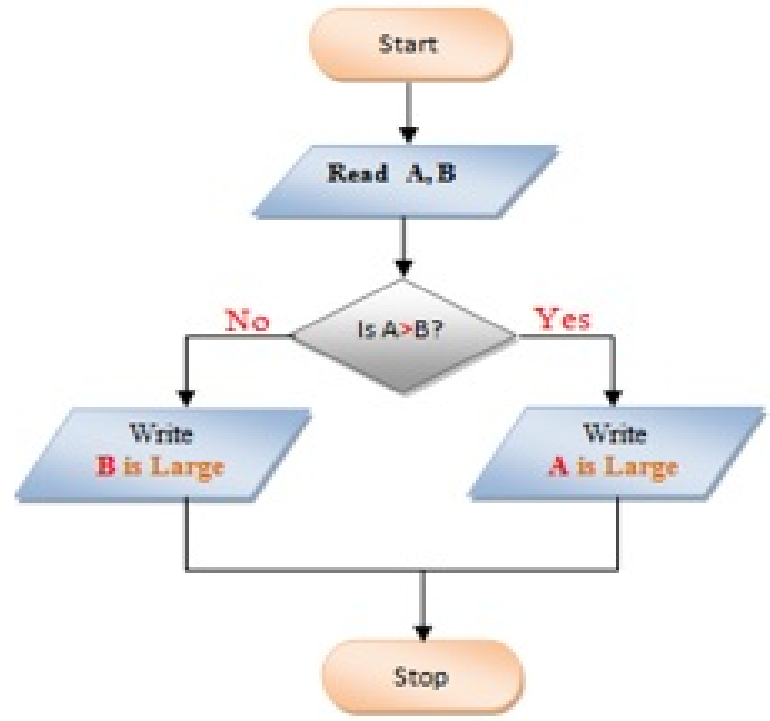 Start
Read A, B
Is A>B?
No
Yes
Write
B is Large
Write
A is Large
Stop